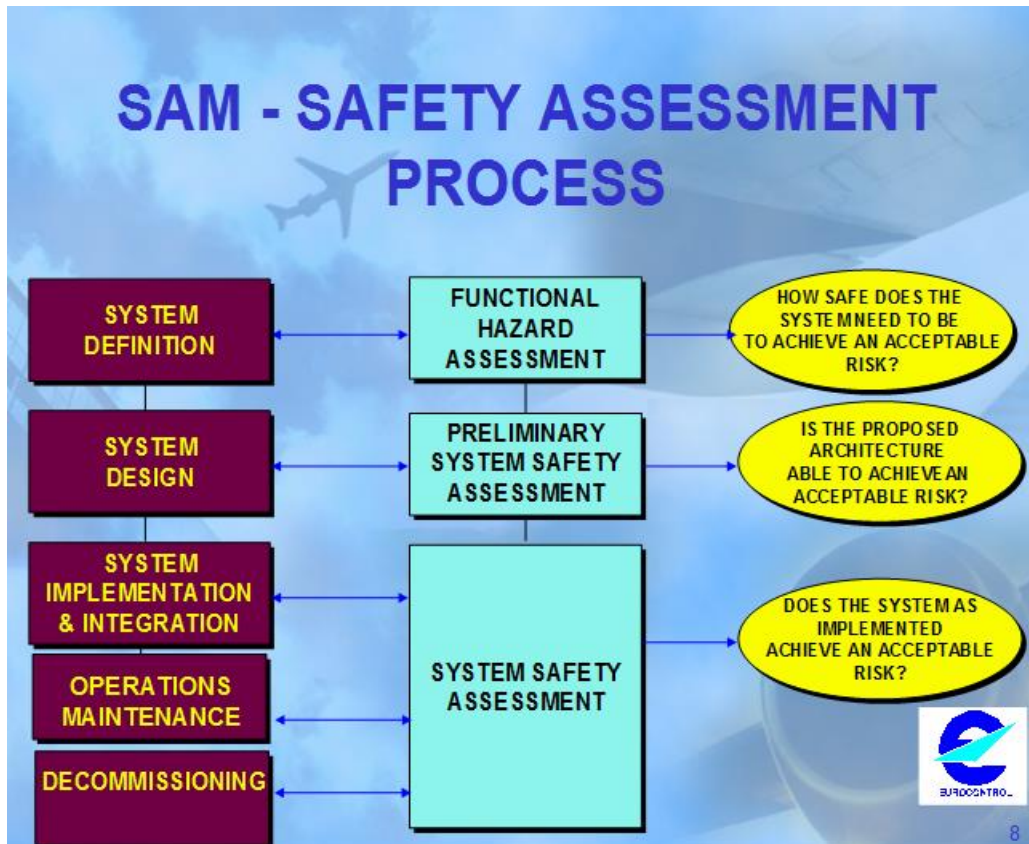 SAM - SAFETY ASSESSMENT
PROCESS
SYSTEM
DEFINITION
FUNCTIONAL
HAZARD
ASSESSMENT
HOW SAFE DOES THE
SYSTEMNEED TO BE
TO ACHIEVE AN ACCEPTABLE
RISK?
SYSTEM
DESIGN
PRELIMINARY
SYSTEM SAFETY
ASSESSMENT
IS THE PROPOSED
ARCHITECTURE
ABLE TO ACHIEVE AN
ACCEPTABLE RISK?
SYSTEM
IMPLEMENTATION
& INTEGRATION
OPERATIONS
MAINTENANCE
DECOMMISSIONING
SYSTEM SAFETY
ASSESSMENT
DOES THE SYSTEM AS
IMPLEMENTED
ACHIEVE AN ACCEPTABLE
RISK?
EUROCONTROL
8